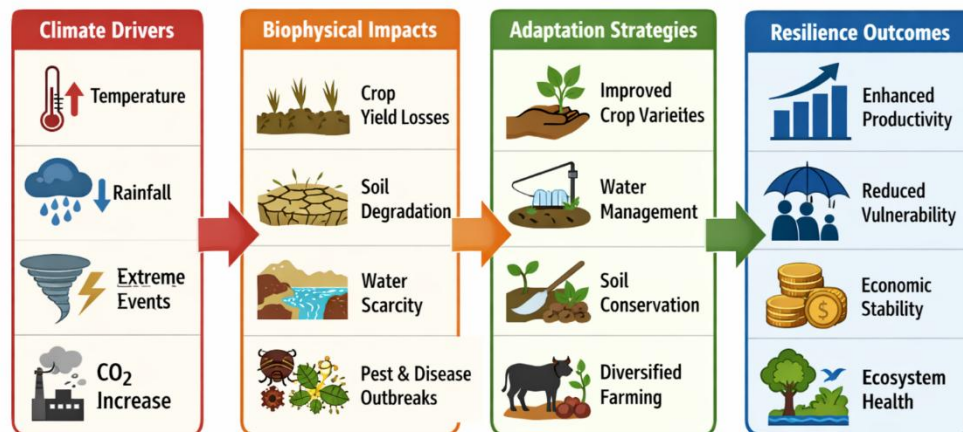 Climate Drivers
Temperature
Rainfall
Extreme
Events
CO₂
Increase
Biophysical Impacts
Crop
Yield Losses
Soil
Degradation
Water
Scarcity
Pest & Disease
Outbreaks
Adaptation Strategies
Improved
Crop Varietes
Water
Management
Soil
Conservation
Diversified
Farming
Resilience Outcomes
Enhanced
Productivity
Reduced
Vulnerability
$
Economic
Stability
Ecosystem
Health